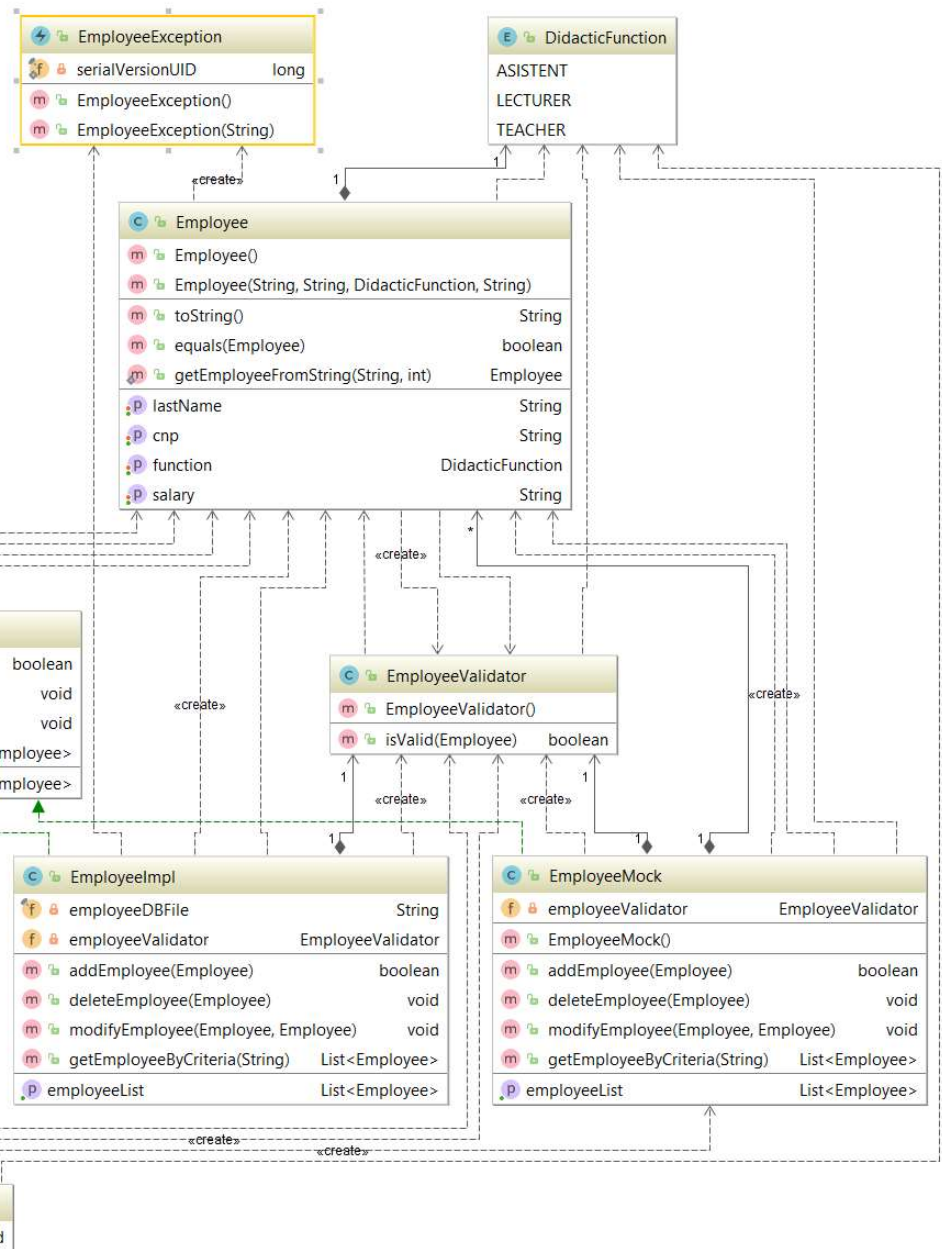 EmployeeException
serialVersionUID long
EmployeeException()
EmployeeException(String)
DidacticFunction
ASISTENT
LECTURER
TEACHER
«create»
1
1
Employee
Employee()
Employee(String, String, DidacticFunction, String)
toString() String
equals(Employee) boolean
getEmployeeFromString(String, int) Employee
lastName String
cnp String
function DidacticFunction
salary String
*
«create»
boolean
void
void
mployee>
mployee>
«create»
EmployeeValidator
EmployeeValidator()
isValid(Employee) boolean
«create»
1
«create»
«create»
1
1
1
1
EmployeeImpl
employeeDBFile String
employeeValidator EmployeeValidator
addEmployee(Employee) boolean
deleteEmployee(Employee) void
modifyEmployee(Employee, Employee) void
getEmployeeByCriteria(String) List<Employee>
employeeList List<Employee>
EmployeeMock
employeeValidator EmployeeValidator
EmployeeMock()
addEmployee(Employee) boolean
deleteEmployee(Employee) void
modifyEmployee(Employee, Employee) void
getEmployeeByCriteria(String) List<Employee>
employeeList List<Employee>
«create»
«create»